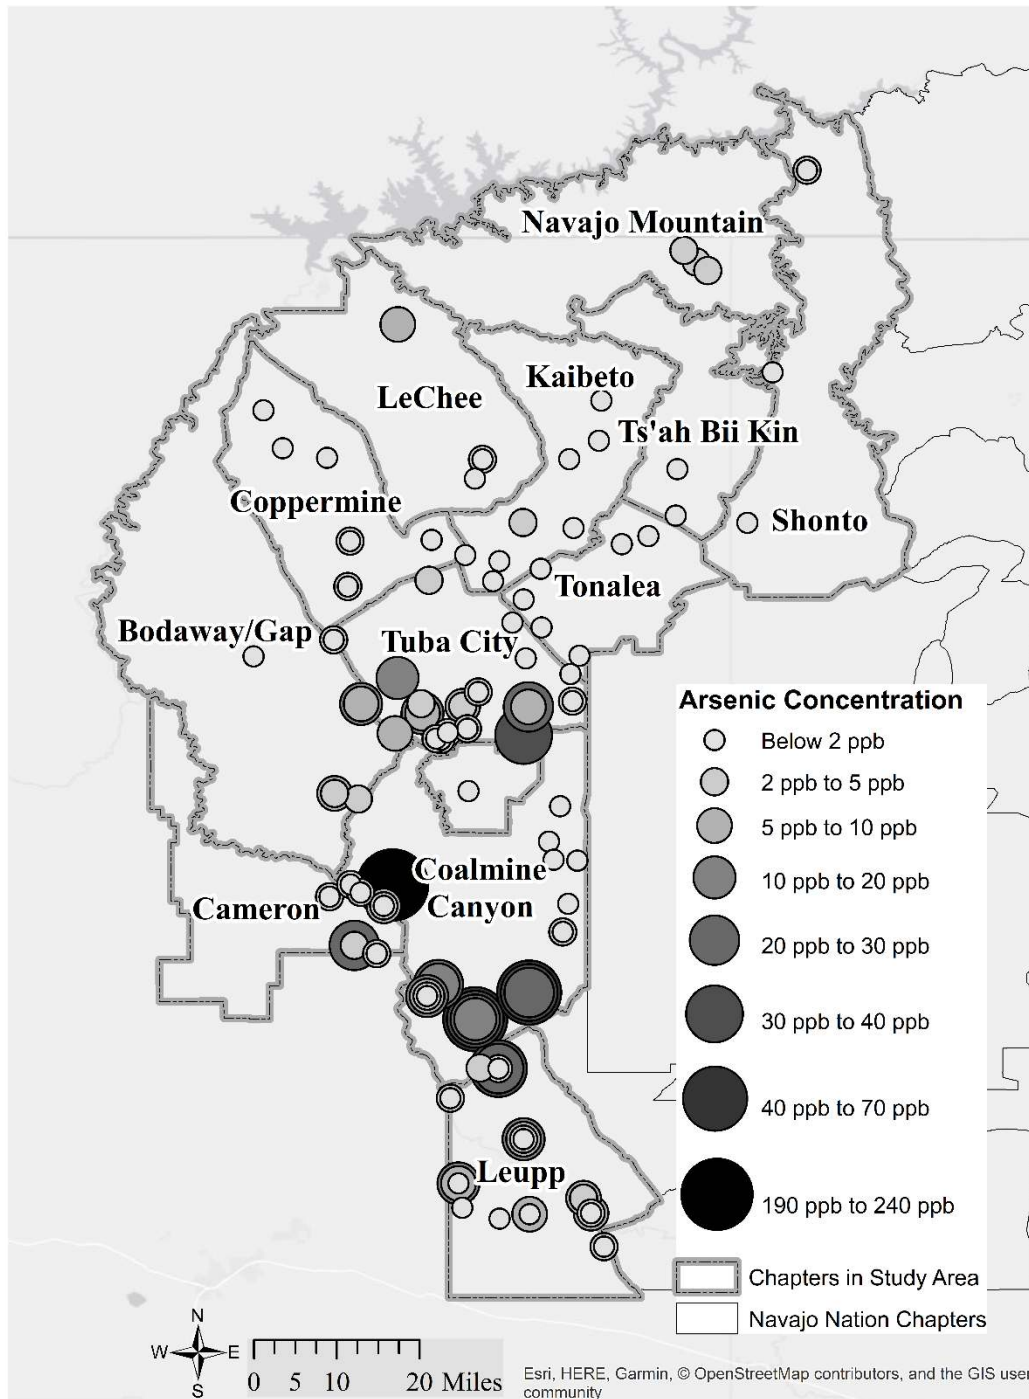 Navajo Mountain
Kaibeto
LeChee
Ts'ah Bii Kin
Coppermine
Shonto
Tonalea
Bodaway/Gap
Tuba City
Coalmine
Canyon
Cameron
Leupp
Arsenic Concentration
Below 2 ppb
2 ppb to 5 ppb
5 ppb to 10 ppb
10 ppb to 20 ppb
20 ppb to 30 ppb
30 ppb to 40 ppb
40 ppb to 70 ppb
190 ppb to 240 ppb
Chapters in Study Area
Navajo Nation Chapters
N
W E
S
0 5 10 20 Miles
Esri, HERE, Garmin, © OpenStreetMap contributors, and the GIS use
community